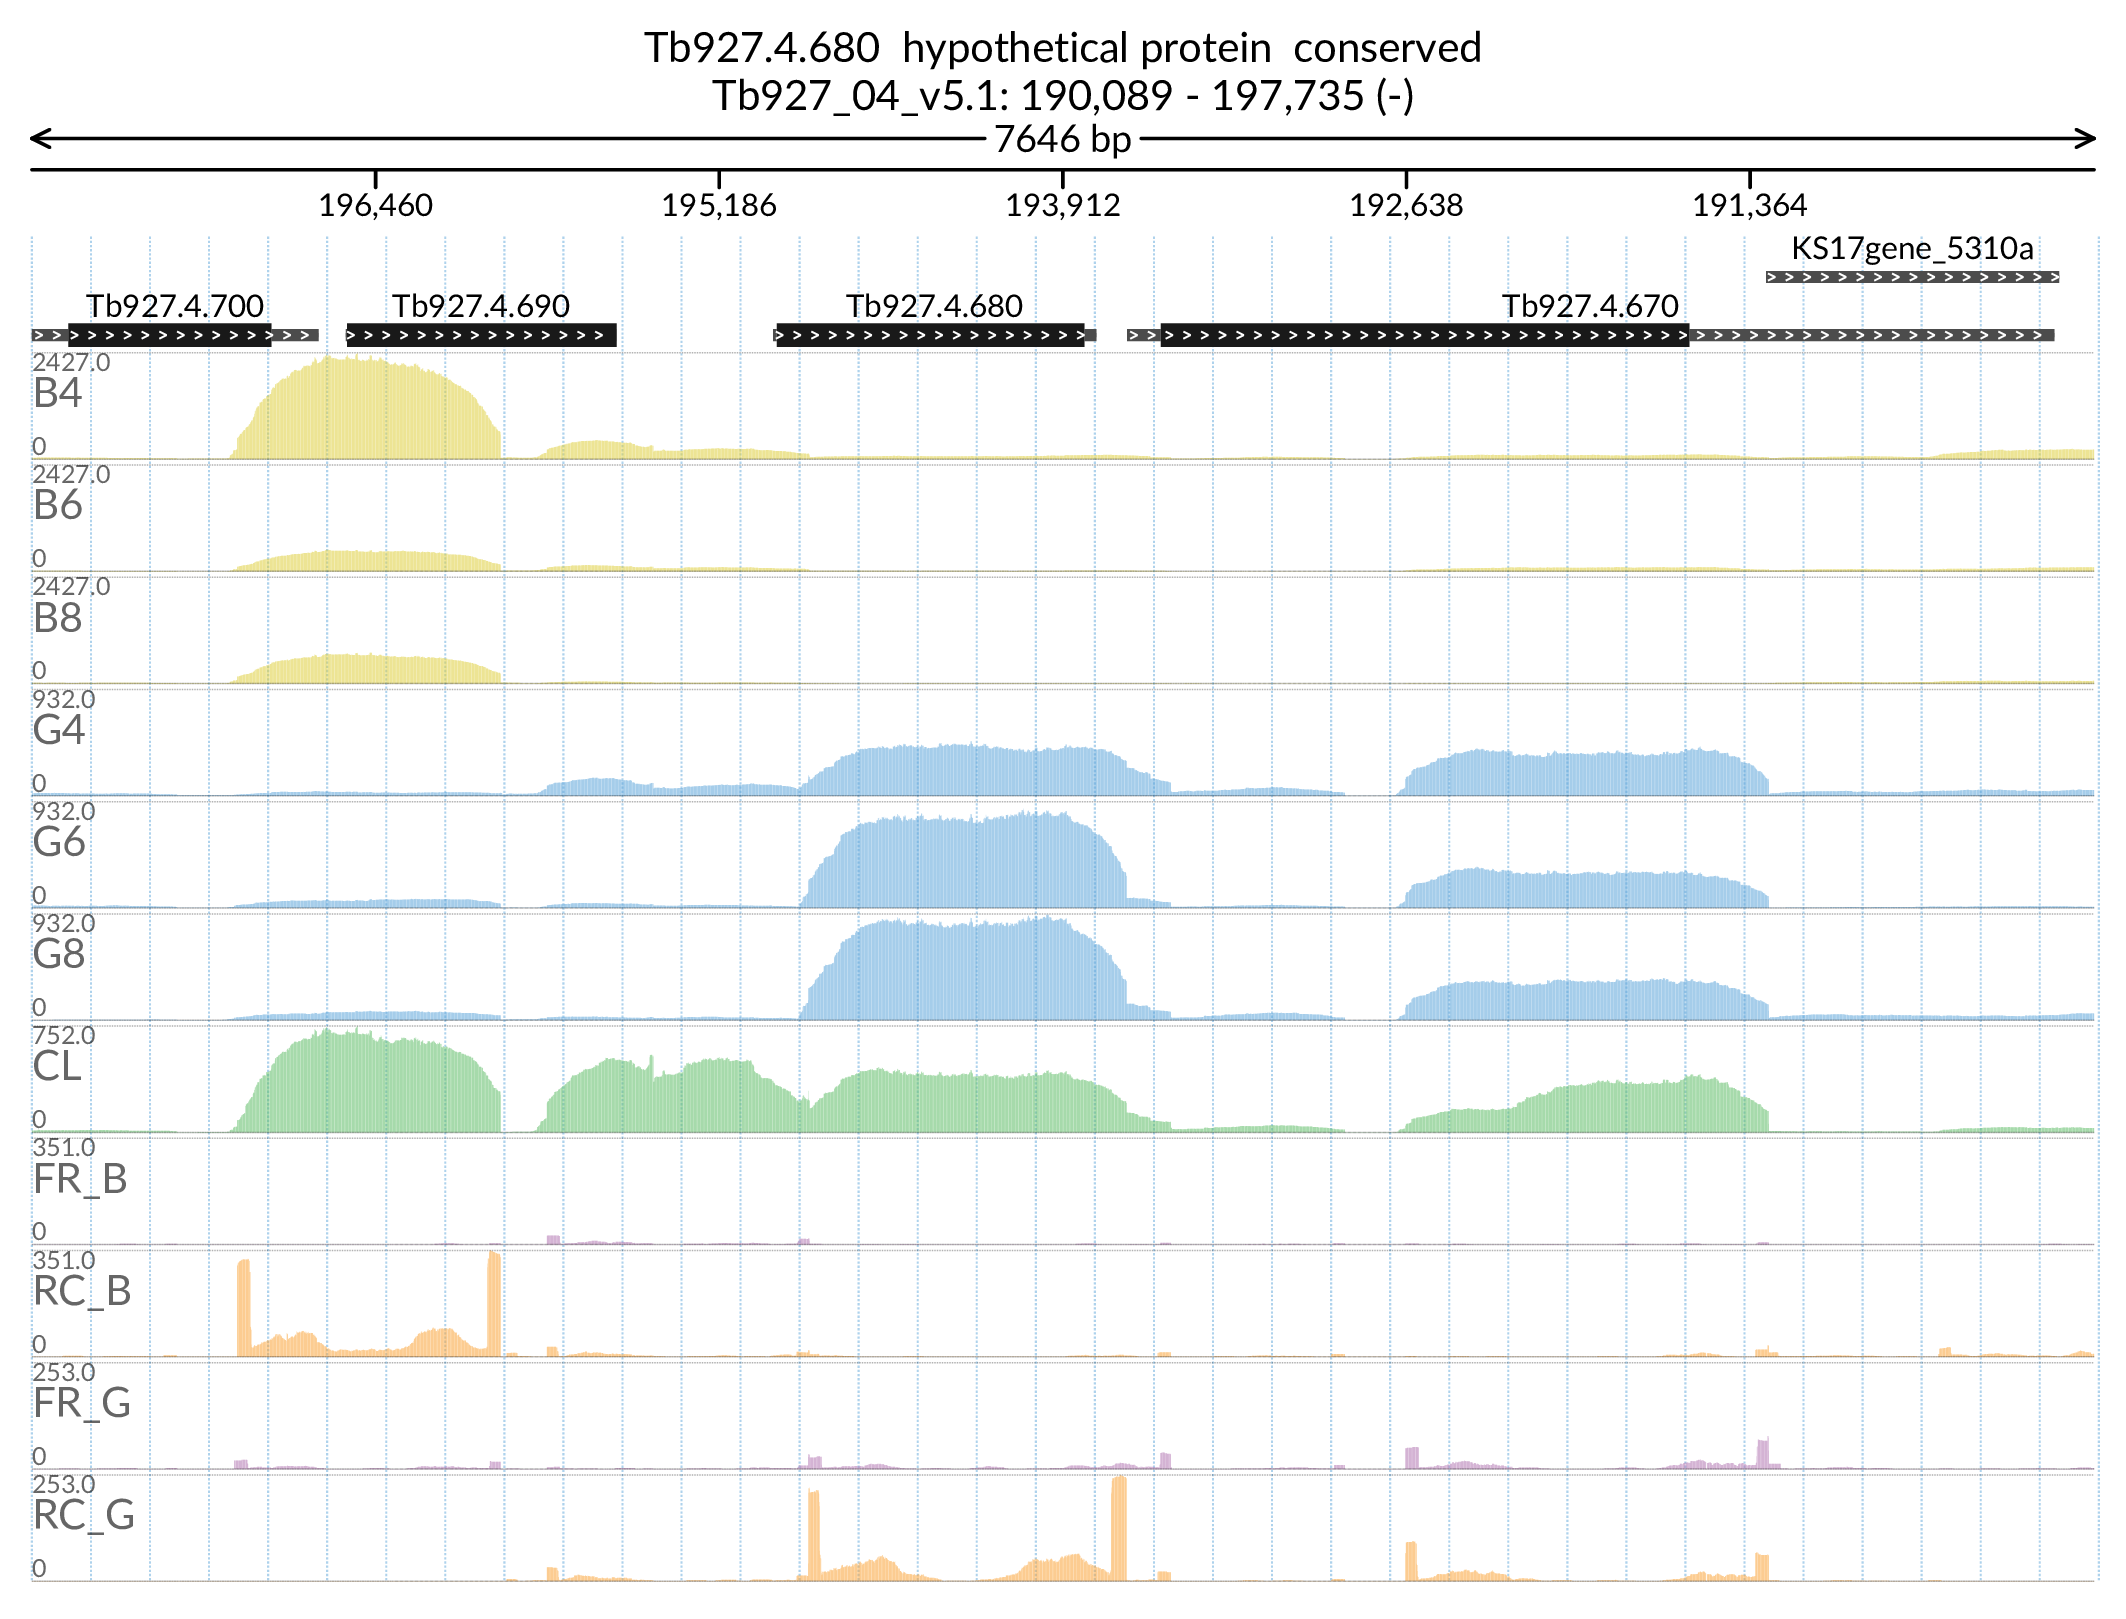 Tb927.4.680 hypothetical protein conserved
Tb927_04_v5.1: 190,089 - 197,735 (-)
7646 bp
196,460 195,186 193,912 192,638 191,364
KS17gene_5310a
Tb927.4.700 Tb927.4.690 Tb927.4.680 Tb927.4.670
2427.0
B4
0
2427.0
B6
0
2427.0
B8
0
932.0
G4
0
932.0
G6
0
932.0
G8
0
752.0
CL
0
351.0
FR_B
0
351.0
RC_B
0
253.0
FR_G
0
253.0
RC_G
0